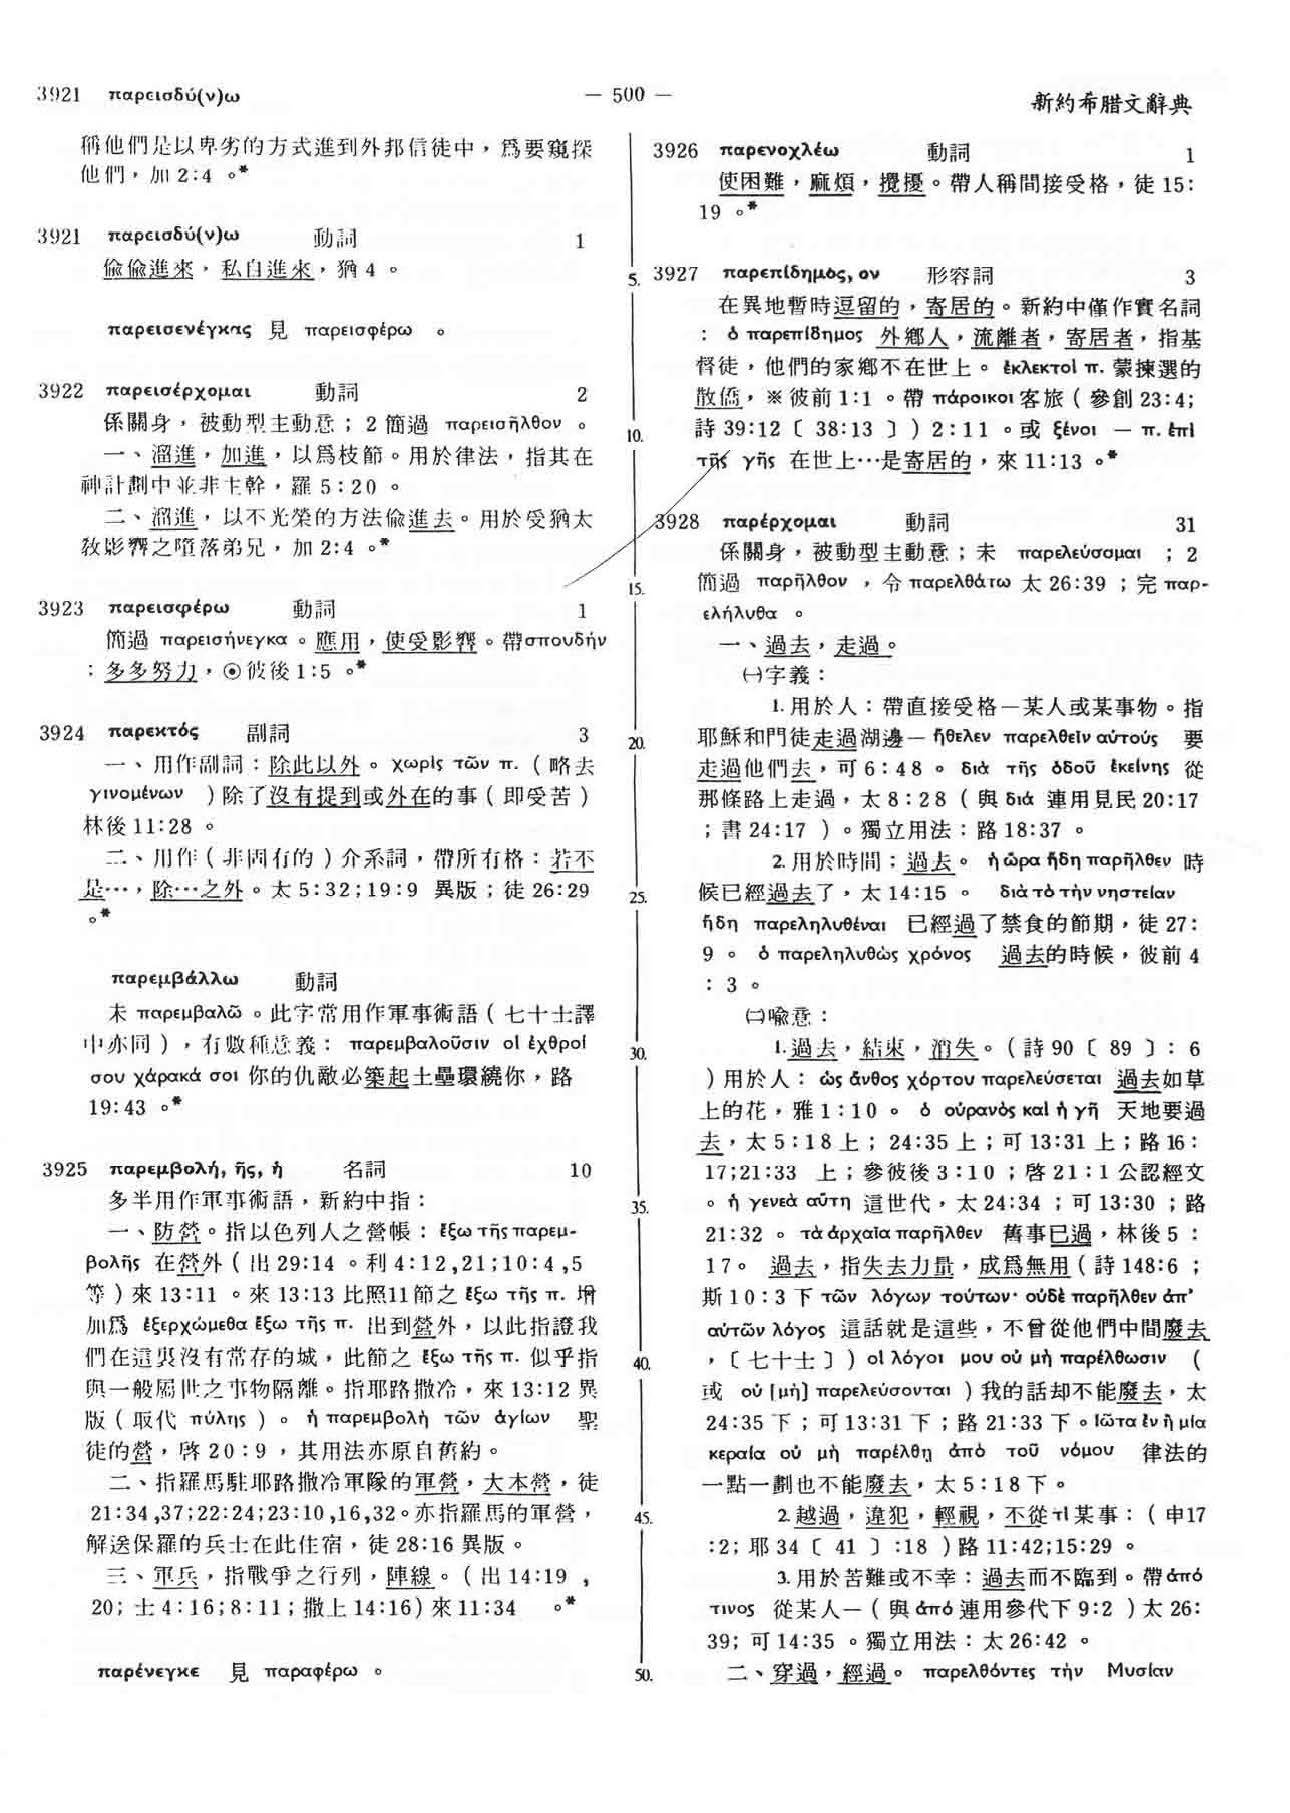 3921 παρεισδύ(ν)ω
— 500 —
新約希腊文辭典
稱他們是以卑劣的方式進到外邦信徒中，爲要窺探
他們，加 2:4 。*
3921 παρεισδύ(ν)ω 動詞 1
偸偸進來，私自進來，猶 4 。
παρεισενέγκας 見 παρεισφέρω 。
3922 παρεισέρχομαι 動詞 2
係關身，被動型主動意；2 簡過 παρεισῆλθον 。
一、溜進，加進，以爲枝節。用於律法，指其在
神計劃中並非主幹，羅 5:20 。
二、溜進，以不光榮的方法偸進去。用於受猶太
敎影響之墮落弟兄，加 2:4 。*
3923 παρεισφέρω 動詞 1
簡過 παρεισήνεγκα 。應用，使受影響。帶σπουδήν
：多多努力，⊙彼後 1:5 。*
3924 παρεκτός 副詞 3
一、用作副詞：除此以外。χωρὶς τῶν π.（略去
γινομένων ）除了沒有提到或外在的事（即受苦）
林後 11:28 。
二、用作（非固有的）介系詞，帶所有格：若不
是…，除…之外。太 5:32；19:9 異版；徒 26:29
。*
παρεμβάλλω 動詞
未 παρεμβαλῶ 。此字常用作軍事術語（七十士譯
中亦同），有數種意義： παρεμβαλοῦσιν οἱ ἐχθροί
σου χάρακά σοι 你的仇敵必築起土壘環繞你，路
19:43 。*
3925 παρεμβολή, ῆς, ἡ 名詞 10
多半用作軍事術語，新約中指：
一、防營。指以色列人之營帳： ἔξω τῆς παρεμ-
βολῆς 在營外（出 29:14 。利 4:12,21;10:4,5
等）來 13:11 。來 13:13 比照11節之 ἔξω τῆς π. 增
加爲 ἐξερχώμεθα ἔξω τῆς π. 出到營外，以此指證我
們在這裏沒有常存的城，此節之 ἔξω τῆς π. 似乎指
與一般屬世之事物隔離。指耶路撒冷，來 13:12 異
版（取代 πύλης ）。 ἡ παρεμβολὴ τῶν ἁγίων 聖
徒的營，啓 20:9 ，其用法亦原自舊約。
二、指羅馬駐耶路撒冷軍隊的軍營，大本營，徒
21:34,37;22:24;23:10,16,32。亦指羅馬的軍營，
解送保羅的兵士在此住宿，徒 28:16 異版。
三、軍兵，指戰爭之行列，陣線。（出 14:19 ,
20; 士 4:16;8:11；撒上 14:16) 來 11:34 。*
παρένεγκε 見 παραφέρω 。
5.
10.
15.
20.
25.
30.
35.
40.
45.
50.
3926 παρενοχλέω 動詞 1
使困難，麻煩，攪擾。帶人稱間接受格，徒 15:
19 。*
3927 παρεπίδημος, ον 形容詞 3
在異地暫時逗留的，寄居的。新約中僅作實名詞
： ὁ παρεπίδημος 外鄉人，流離者，寄居者，指基
督徒，他們的家鄉不在世上。 ἐκλεκτοὶ π. 蒙揀選的
散僑，※彼前 1:1 。帶 πάροικοι 客旅（參創 23:4;
詩 39:12〔 38:13 〕）2:11 。或 ξένοι — π. ἐπὶ
τῆς γῆς 在世上…是寄居的，來 11:13 。*
3928 παρέρχομαι 動詞 31
係關身，被動型主動意；未 παρελεύσομαι ；2
簡過 παρῆλθον ，令 παρελθάτω 太 26:39 ；完 παρ-
ελήλυθα 。
一、過去，走過。
㈠字義：
1. 用於人：帶直接受格—某人或某事物。指
耶穌和門徒走過湖邊— ἤθελεν παρελθεῖν αὐτούς 要
走過他們去，可 6:48 。 διὰ τῆς ὁδοῦ ἐκείνης 從
那條路上走過，太 8:28（與 διά 連用見民 20:17
；書 24:17 ）。獨立用法：路 18:37 。
2. 用於時間；過去。 ἡ ὥρα ἤδη παρῆλθεν 時
候已經過去了，太 14:15 。 διὰ τὸ τὴν νηστείαν
ἤδη παρεληλυθέναι 已經過了禁食的節期，徒 27:
9 。 ὁ παρεληλυθὼς χρόνος 過去的時候，彼前 4
: 3 。
㈡喩意：
1. 過去，結束，消失。（詩 90〔 89 〕: 6
）用於人： ὡς ἄνθος χόρτου παρελεύσεται 過去如草
上的花，雅 1:10 。 ὁ οὐρανὸς καὶ ἡ γῆ 天地要過
去，太 5:18 上； 24:35 上；可 13:31 上；路 16:
17;21:33 上；參彼後 3:10 ；啓 21:1 公認經文
。 ἡ γενεὰ αὕτη 這世代，太 24:34 ；可 13:30 ；路
21:32 。 τὰ ἀρχαῖα παρῆλθεν 舊事已過，林後 5 :
17。 過去，指失去力量，成爲無用（詩 148:6 ；
斯 10:3 下 τῶν λόγων τούτων· οὐδὲ παρῆλθεν ἀπ'
αὐτῶν λόγος 這話就是這些，不曾從他們中間廢去
，〔七十士〕）οἱ λόγοι μου οὐ μὴ παρέλθωσιν （
或 οὐ [μὴ] παρελεύσονται ）我的話却不能廢去，太
24:35 下；可 13:31 下；路 21:33 下。ἰῶτα ἓν ἢ μία
κεραία οὐ μὴ παρέλθῃ ἀπὸ τοῦ νόμου 律法的
一點一劃也不能廢去，太 5:18 下。
2. 越過，違犯，輕視，不從 τὶ 某事：（申17
:2; 耶 34〔 41 〕:18 ）路 11:42;15:29 。
3. 用於苦難或不幸：過去而不臨到。帶 ἀπό
τινος 從某人—（與 ἀπό 連用參代下 9:2 ）太 26:
39; 可 14:35 。獨立用法：太 26:42 。
二、穿過，經過。 παρελθόντες τὴν Μυσίαν